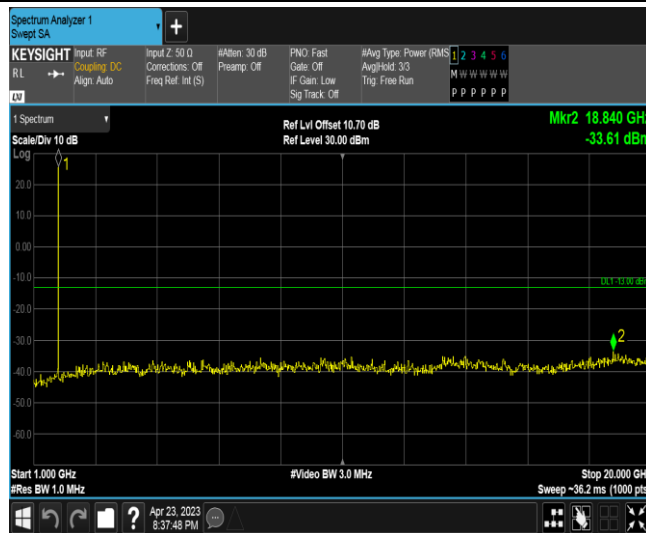 Spectrum Analyzer 1
Swept SA
+
KEYSIGHT
RL
LXI
Input: RF
Coupling: DC
Align: Auto
Input Z: 50 Ω
Corrections: Off
Freq Ref: Int (S)
#Atten: 30 dB
Preamp: Off
PNO: Fast
Gate: Off
IF Gain: Low
Sig Track: Off
#Avg Type: Power (RMS
Avg|Hold: 3/3
Trig: Free Run
1 2 3 4 5 6
M W W W W W
P P P P P P
1 Spectrum
Scale/Div 10 dB
Log
Ref Lvl Offset 10.70 dB
Ref Level 30.00 dBm
Mkr2 18.840 GHz
-33.61 dBm
1
20.0
10.0
0.00
-10.0
DL1 -13.00 dBm
-20.0
-30.0
2
-40.0
-50.0
-60.0
Start 1.000 GHz
#Res BW 1.0 MHz
#Video BW 3.0 MHz
Stop 20.000 GHz
Sweep ~36.2 ms (1000 pts)
?
Apr 23, 2023
8:37:48 PM